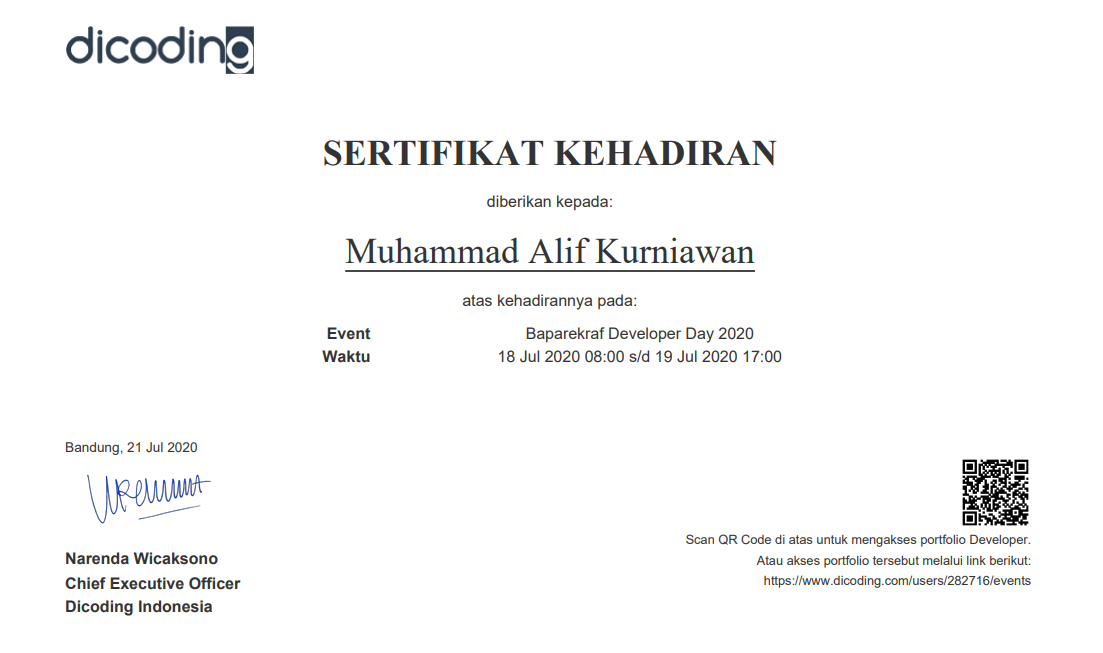 dicoding
SERTIFIKAT KEHADIRAN
diberikan kepada:
Muhammad Alif Kurniawan
atas kehadirannya pada:
Event Baparekraf Developer Day 2020
Waktu 18 Jul 2020 08:00 s/d 19 Jul 2020 17:00
Bandung, 21 Jul 2020
Narenda Wicaksono
Chief Executive Officer
Dicoding Indonesia
Scan QR Code di atas untuk mengakses portfolio Developer.
Atau akses portfolio tersebut melalui link berikut:
https://www.dicoding.com/users/282716/events